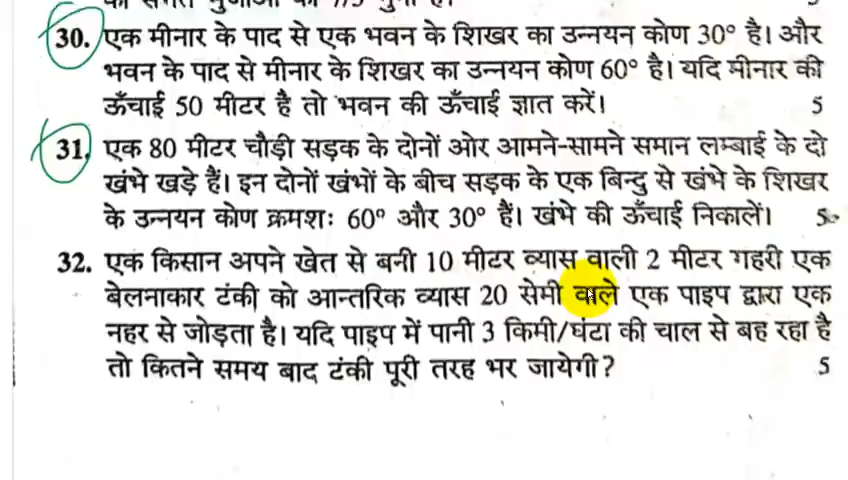 30. एक मीनार के पाद से एक भवन के शिखर का उन्नयन कोण 30° है। और
भवन के पाद से मीनार के शिखर का उन्नयन कोण 60° है। यदि मीनार की
ऊँचाई 50 मीटर है तो भवन की ऊँचाई ज्ञात करें। 5
31. एक 80 मीटर चौड़ी सड़क के दोनों ओर आमने-सामने समान लम्बाई के दो
खंभे खड़े हैं। इन दोनों खंभों के बीच सड़क के एक बिन्दु से खंभे के शिखर
के उन्नयन कोण क्रमशः 60° और 30° हैं। खंभे की ऊँचाई निकालें। 5
32. एक किसान अपने खेत से बनी 10 मीटर व्यास वाली 2 मीटर गहरी एक
बेलनाकार टंकी को आन्तरिक व्यास 20 सेमी वाले एक पाइप द्वारा एक
नहर से जोड़ता है। यदि पाइप में पानी 3 किमी/घंटा की चाल से बह रहा है
तो कितने समय बाद टंकी पूरी तरह भर जायेगी? 5